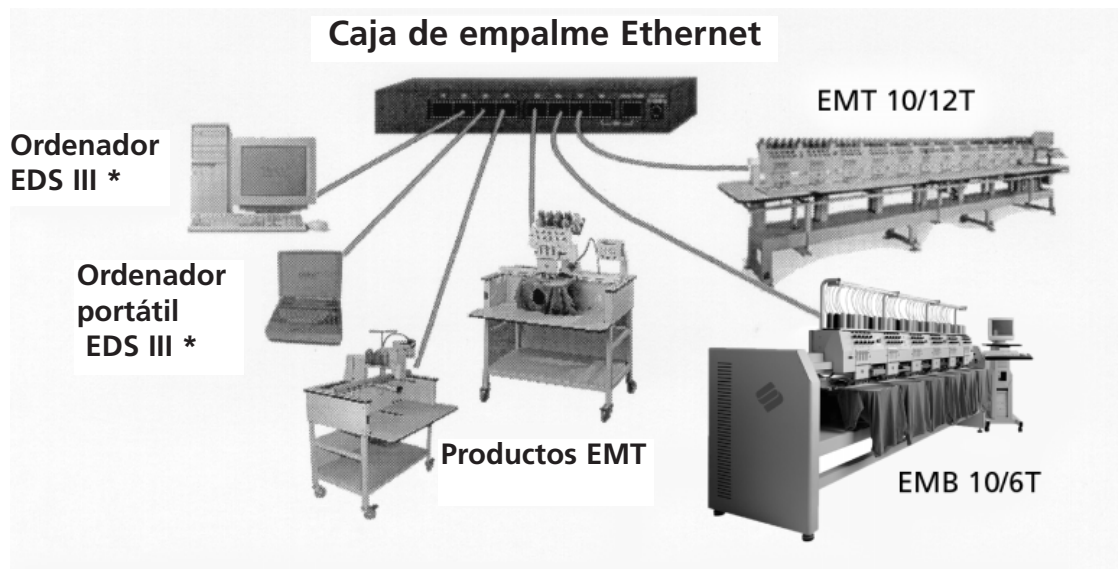 Caja de empalme Ethernet
EMT 10/12T
Ordenador
EDS III *
Ordenador
portátil
EDS III *
Productos EMT
EMB 10/6T